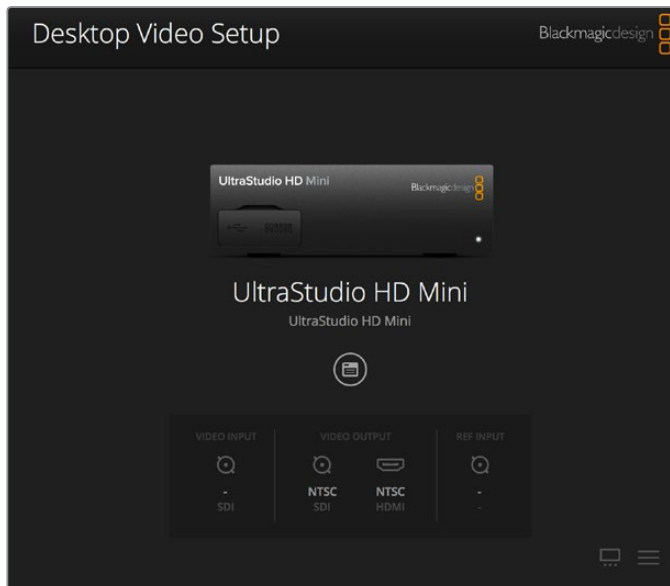 Desktop Video Setup
Blackmagicdesign
UltraStudio HD Mini
Blackmagicdesign
UltraStudio HD Mini
UltraStudio HD Mini
VIDEO INPUT VIDEO OUTPUT REF INPUT
- NTSC NTSC -
SDI SDI HDMI -